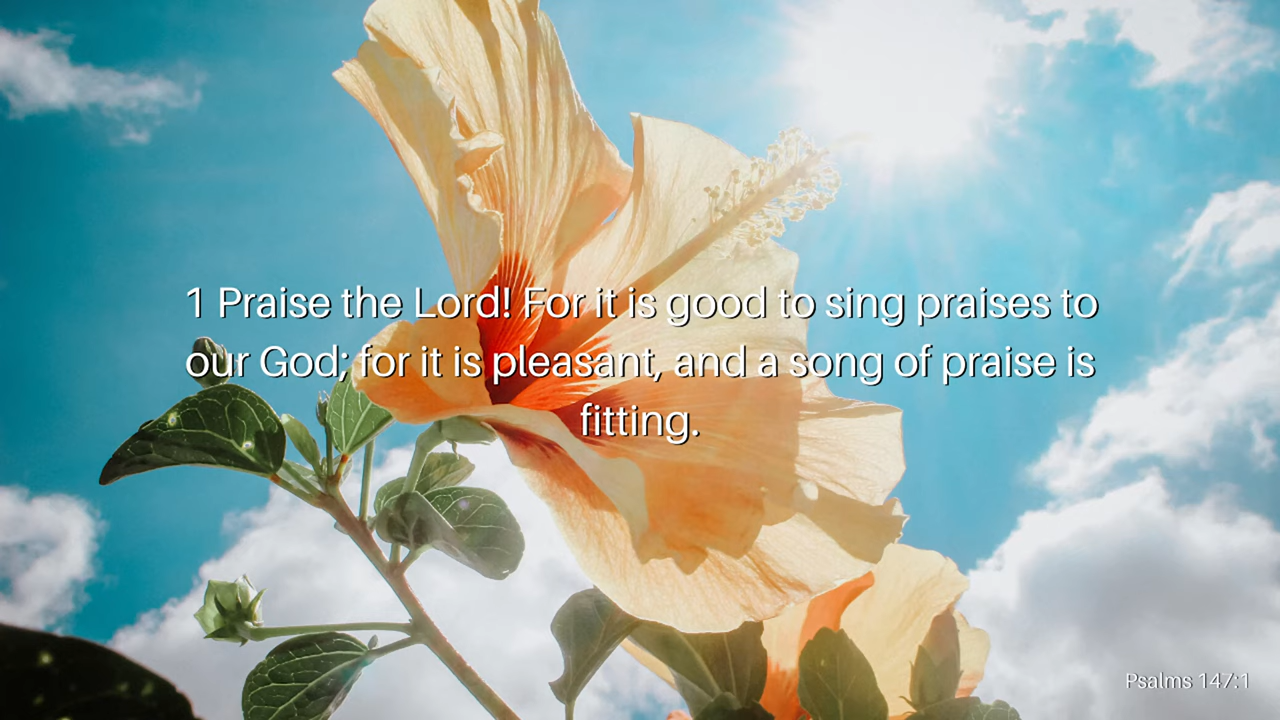 1 Praise the Lord! For it is good to sing praises to
our God; for it is pleasant, and a song of praise is
fitting.
Psalms 147:1